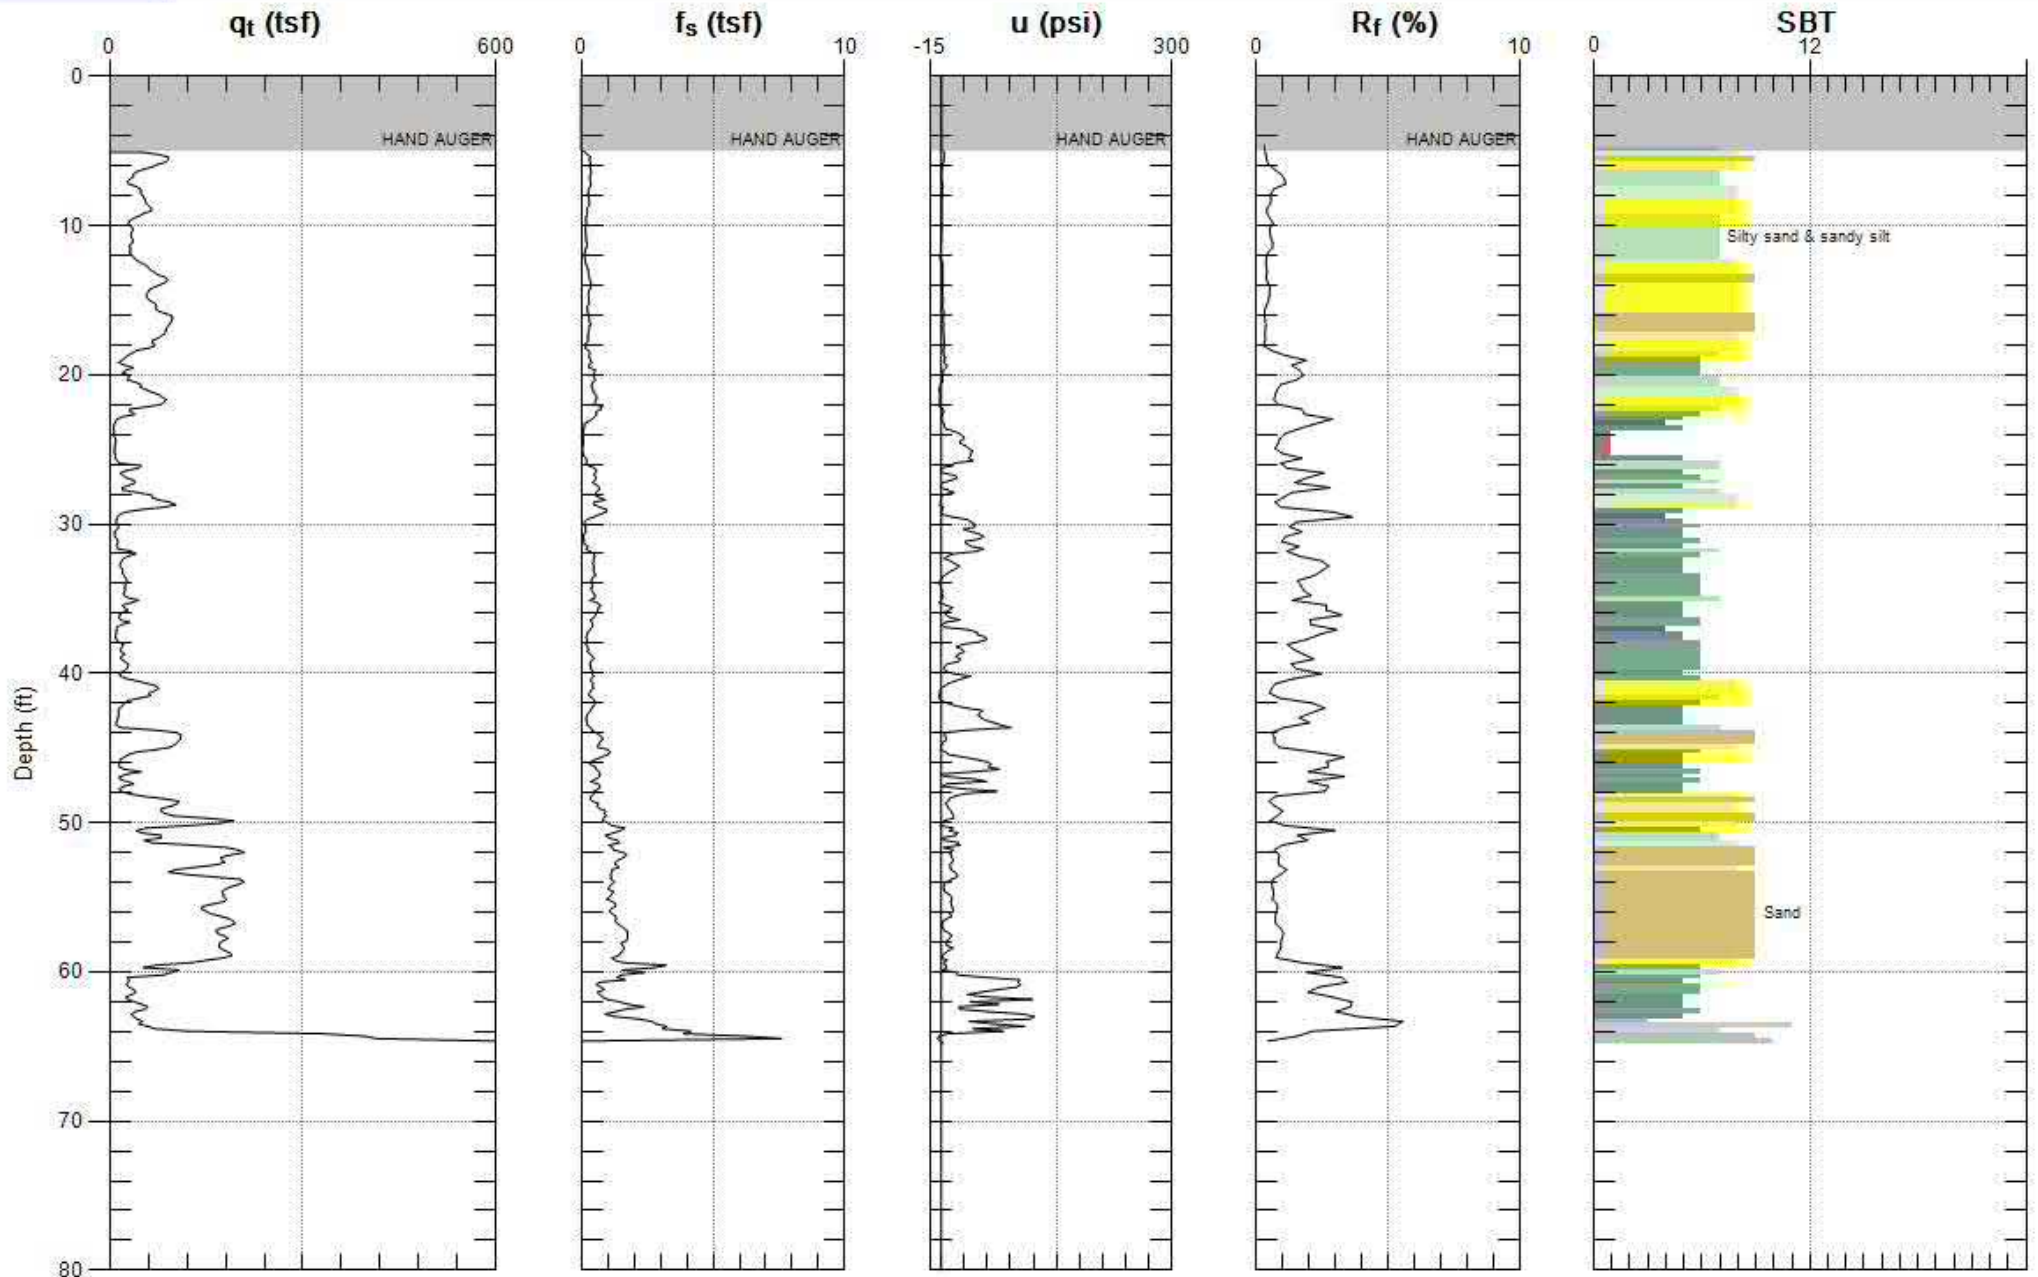 qt (tsf) fs (tsf) u (psi) Rf (%) SBT
0 600 0 10 -15 300 0 10 0 12
0
HAND AUGER HAND AUGER HAND AUGER HAND AUGER
10
Silty sand & sandy silt
20
30
40
Depth (ft)
50
Sand
60
70
80